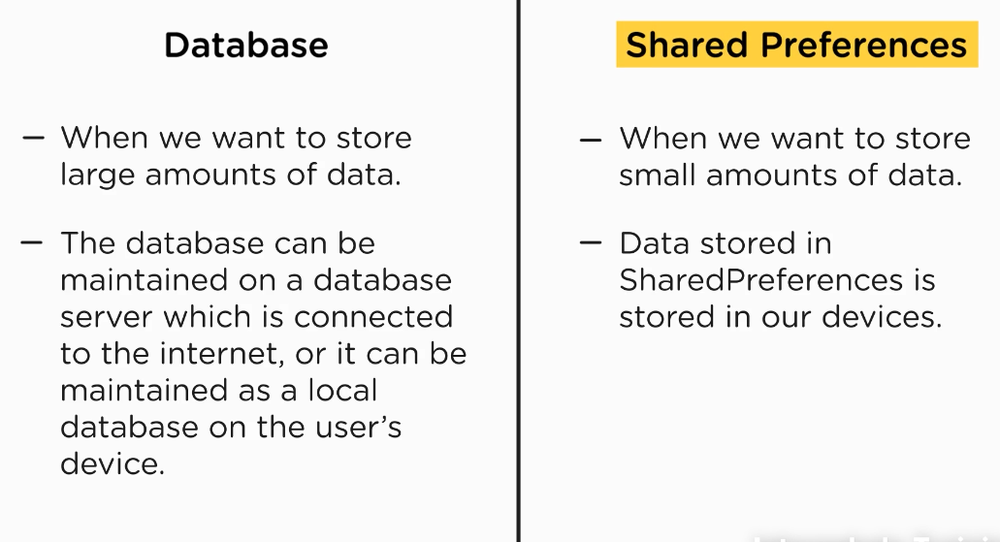 Database
— When we want to store
large amounts of data.
— The database can be
maintained on a database
server which is connected
to the internet, or it can be
maintained as a local
database on the user’s
device.
Shared Preferences
— When we want to store
small amounts of data.
— Data stored in
SharedPreferences is
stored in our devices.